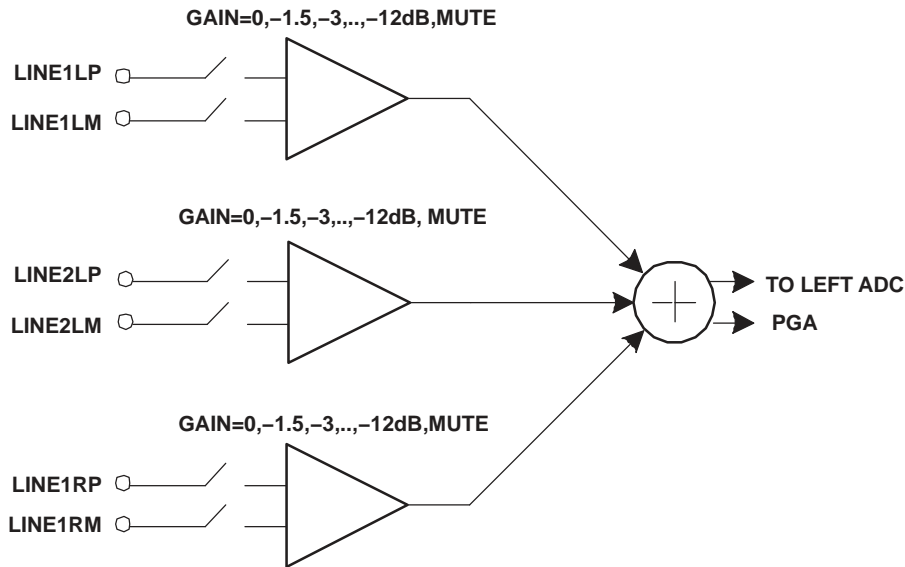 GAIN=0,–1.5,–3,..,–12dB,MUTE
LINE1LP
LINE1LM
GAIN=0,–1.5,–3,..,–12dB, MUTE
LINE2LP
LINE2LM
TO LEFT ADC
PGA
GAIN=0,–1.5,–3,..,–12dB,MUTE
LINE1RP
LINE1RM